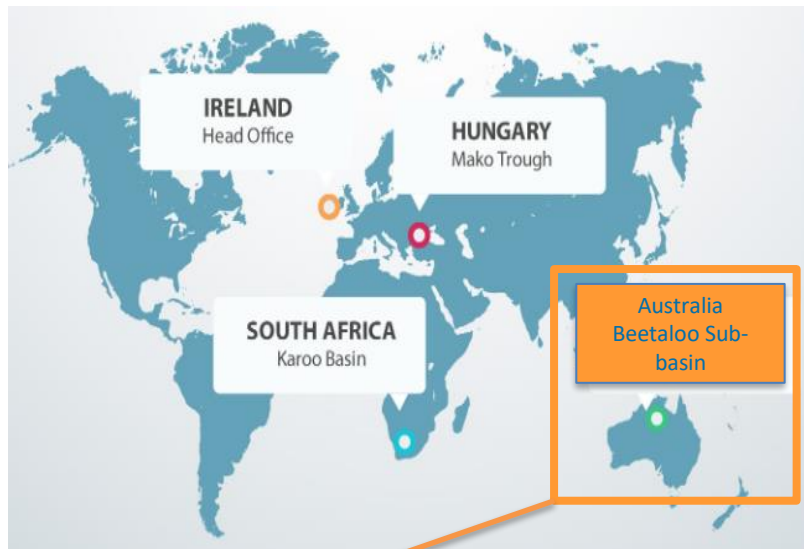 IRELAND
Head Office
HUNGARY
Mako Trough
SOUTH AFRICA
Karoo Basin
Australia
Beetaloo Sub-
basin